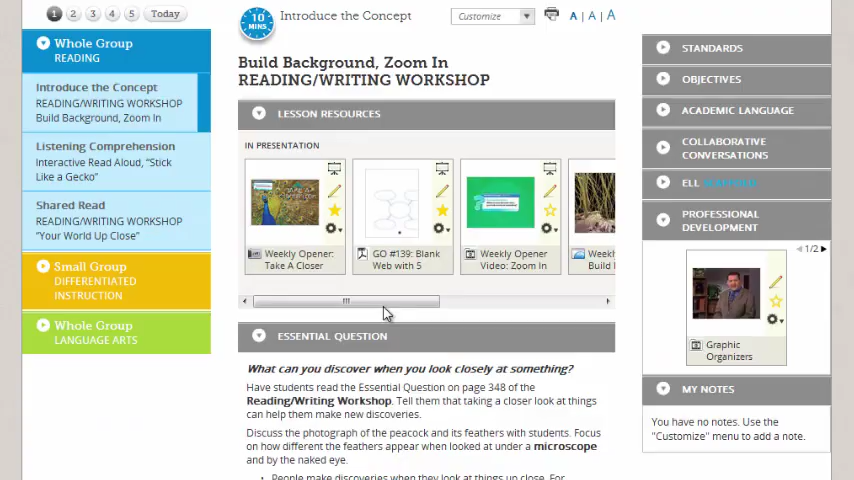 1 2 3 4 5 Today
Whole Group
READING
Introduce the Concept
READING/WRITING WORKSHOP
Build Background, Zoom In
Listening Comprehension
Interactive Read Aloud, "Stick
Like a Gecko"
Shared Read
READING/WRITING WORKSHOP
"Your World Up Close"
Small Group
DIFFERENTIATED
INSTRUCTION
Whole Group
LANGUAGE ARTS
10
MINS
Introduce the Concept
Customize
A | A | A
Build Background, Zoom In
READING/WRITING WORKSHOP
LESSON RESOURCES
IN PRESENTATION
Weekly Opener:
Take A Closer
GO #139: Blank
Web with 5
Weekly Opener
Video: Zoom In
Weekl
Build I
ESSENTIAL QUESTION
What can you discover when you look closely at something?
Have students read the Essential Question on page 348 of the
Reading/Writing Workshop. Tell them that taking a closer look at things
can help them make new discoveries.
Discuss the photograph of the peacock and its feathers with students. Focus
on how different the feathers appear when looked at under a microscope
and by the naked eye.
• People make discoveries when they look at things up close. For
STANDARDS
OBJECTIVES
ACADEMIC LANGUAGE
COLLABORATIVE
CONVERSATIONS
ELL
PROFESSIONAL
DEVELOPMENT
1/2
Graphic
Organizers
MY NOTES
You have no notes. Use the
"Customize" menu to add a note.